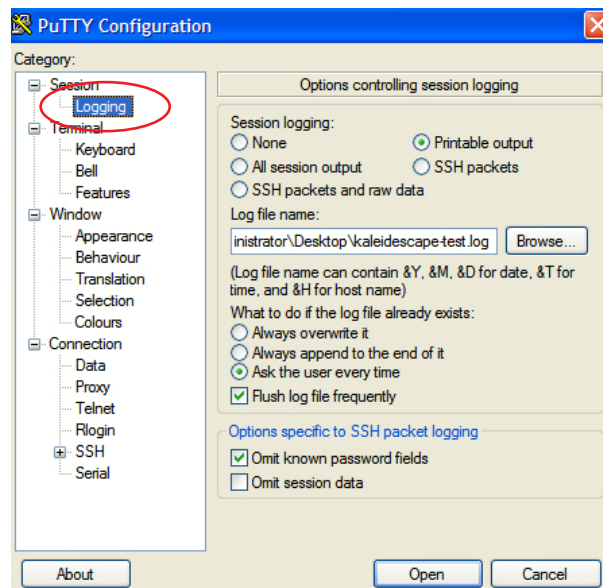 PuTTY Configuration
Category:
Session
Logging
Terminal
Keyboard
Bell
Features
Window
Appearance
Behaviour
Translation
Selection
Colours
Connection
Data
Proxy
Telnet
Rlogin
SSH
Serial
Options controlling session logging
Session logging:
None
Printable output
All session output
SSH packets
SSH packets and raw data
Log file name:
inistrator\Desktop\kaleidescape-test.log
Browse...
(Log file name can contain &Y, &M, &D for date, &T for
time, and &H for host name)
What to do if the log file already exists:
Always overwrite it
Always append to the end of it
Ask the user every time
Flush log file frequently
Options specific to SSH packet logging
Omit known password fields
Omit session data
About
Open
Cancel